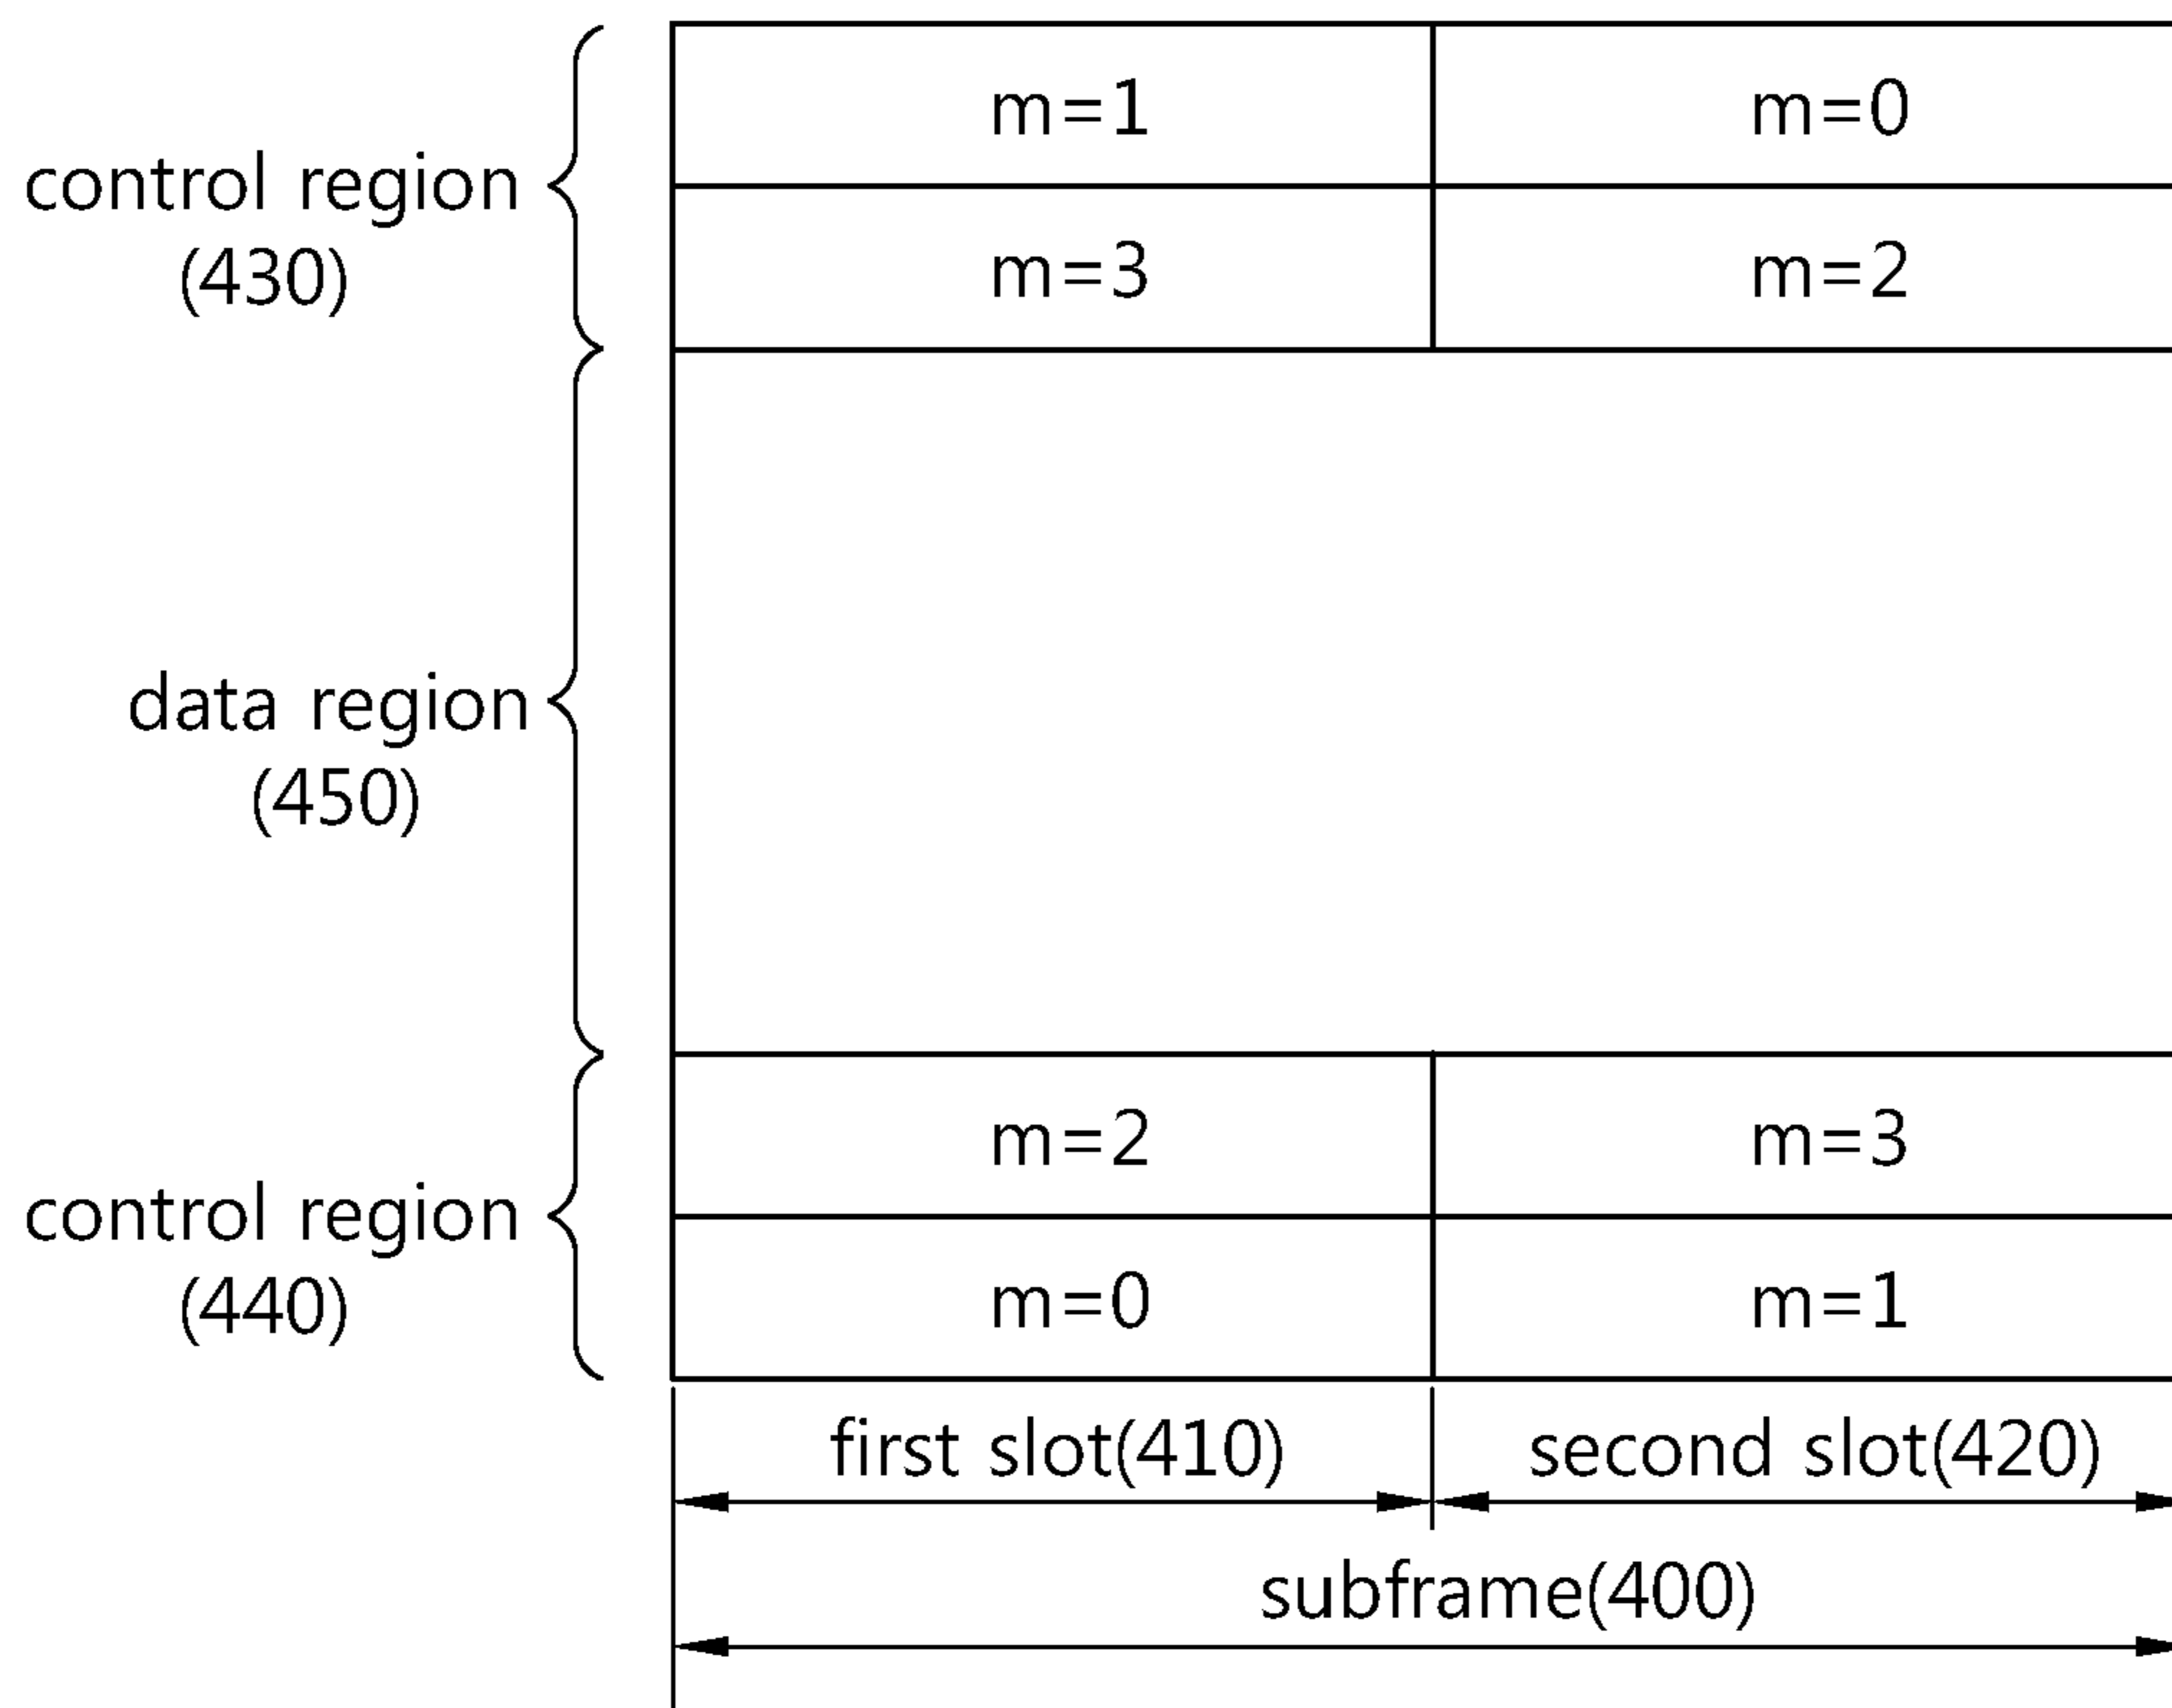 m=1 m=0
control region
(430)
m=3 m=2
data region
(450)
m=2 m=3
control region
(440)
m=0 m=1
first slot(410) second slot(420)
subframe(400)